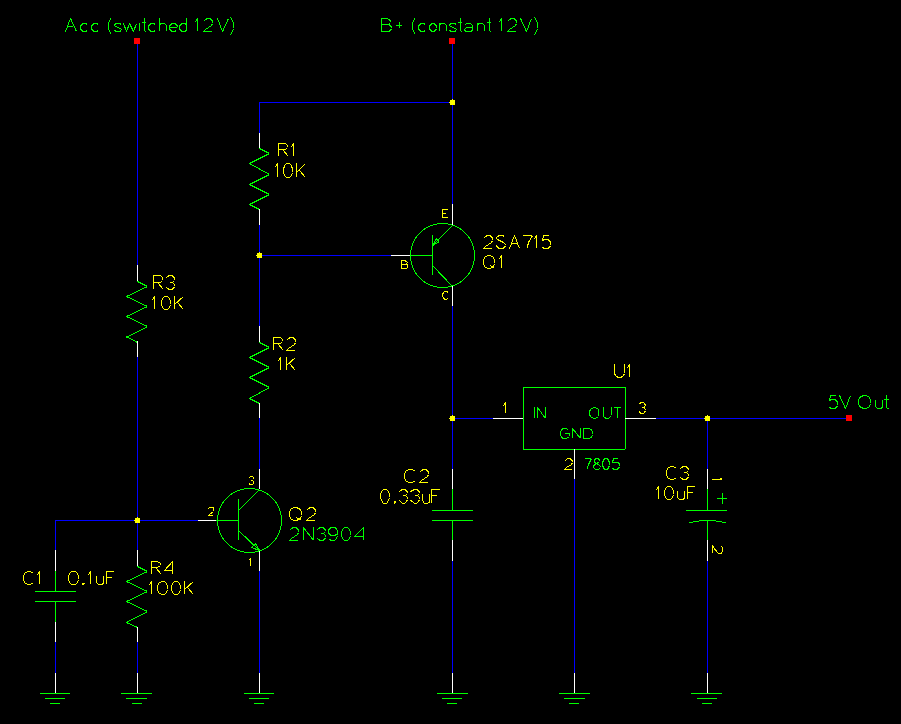 Acc (switched 12V)
B+ (constant 12V)
R1
10K
E
2SA715
B
Q1
C
R3
10K
R2
1K
U1
1
IN
OUT
3
GND
5V Out
2
7805
3
C2
0.33uF
C3
10uF
1
+
2
Q2
2N3904
2
1
C1
0.1uF
R4
100K